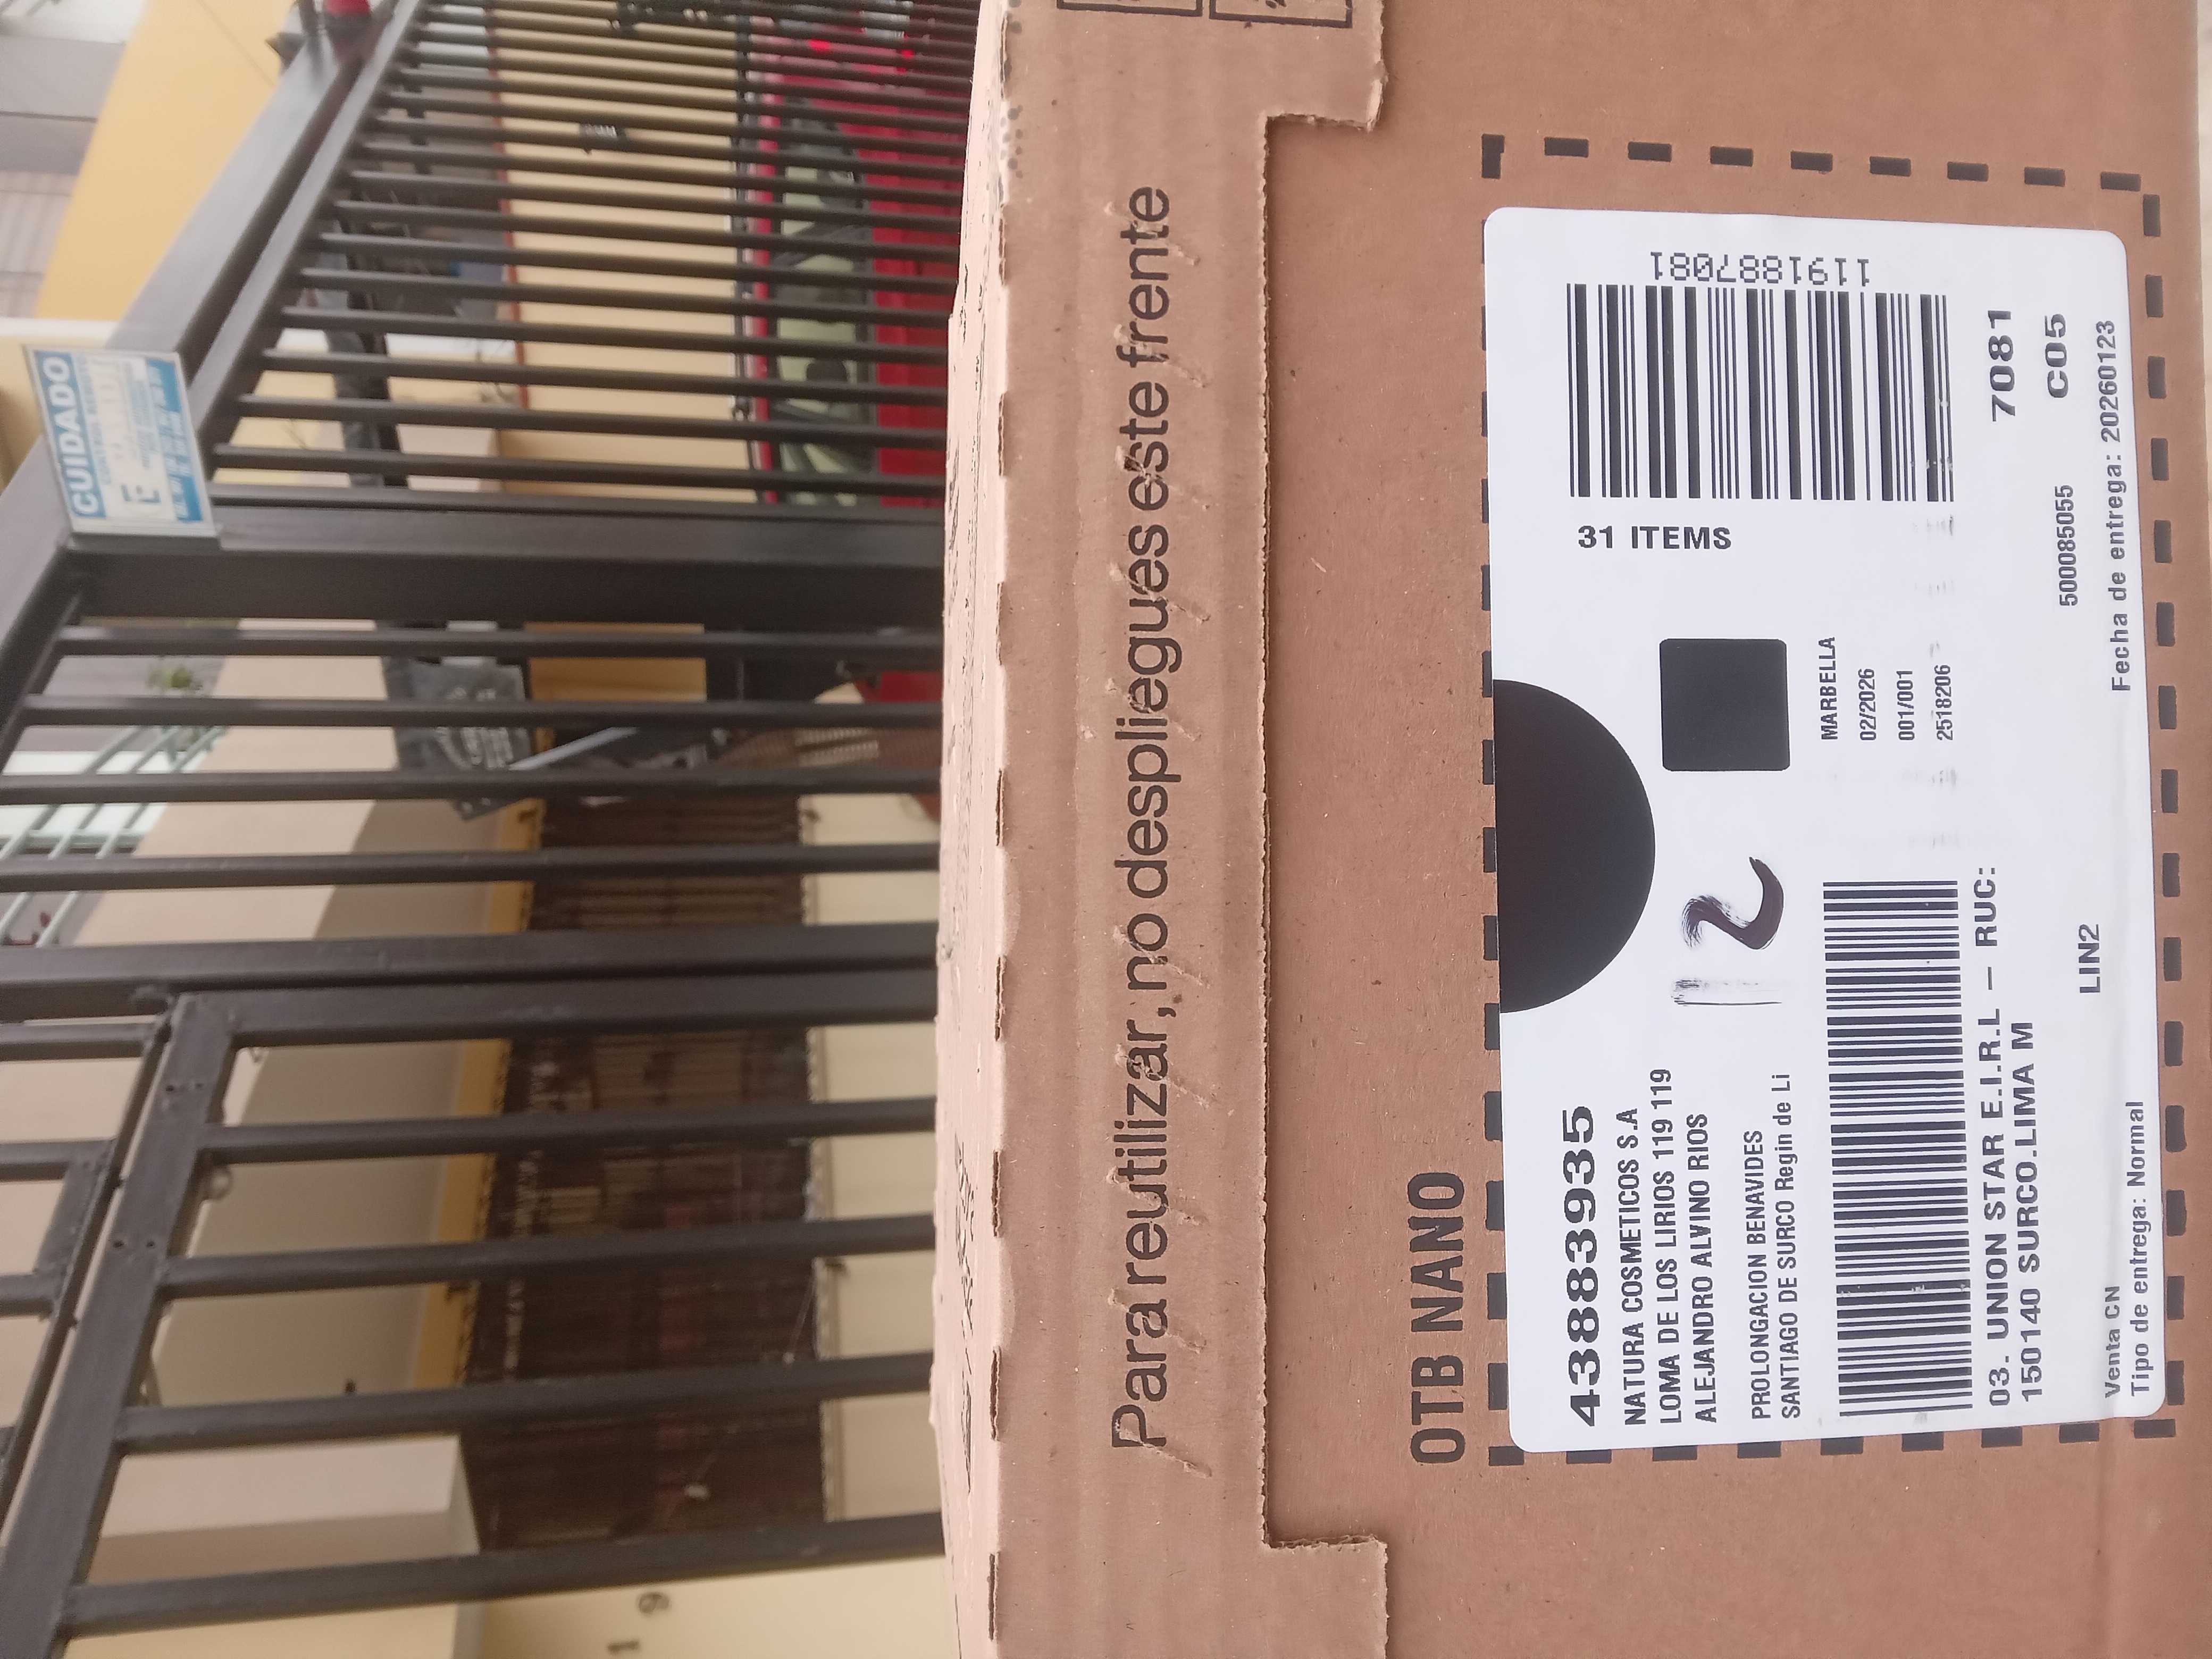 CUIDADO
19
Para reutilizar, no despliegues este frente
OTB NANO
43883935
NATURA COSMETICOS S.A
LOMA DE LOS LIRIOS 119 119
ALEJANDRO ALVINO RIOS
PROLONGACION BENAVIDES
SANTIAGO DE SURCO Regin de Li
12
31 ITEMS
1191887081
MARBELLA
02/2026
001/001
2518206
03. UNION STAR E.I.R.L – RUC:
150140 SURCO.LIMA M
7081
C05
LIN2
500085055
Venta CN
Tipo de entrega: Normal
Fecha de entrega: 20260123